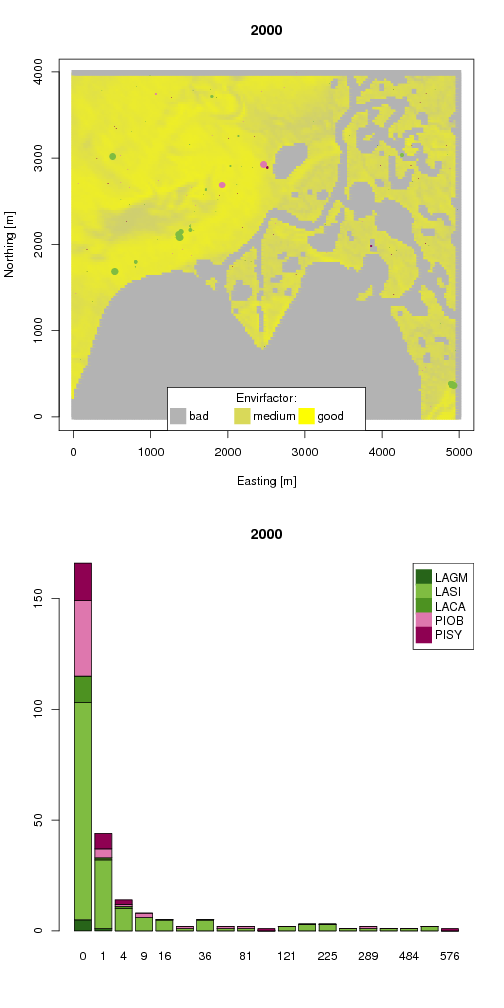 2000
Northing [m]
4000
3000
2000
1000
0
Envirfactor:
bad medium good
0 1000 2000 3000 4000 5000
Easting [m]
2000
LAGM
LASI
LACA
PIOB
PISY
150
100
50
0
0 1 4 9 16 36 81 121 225 289 484 576